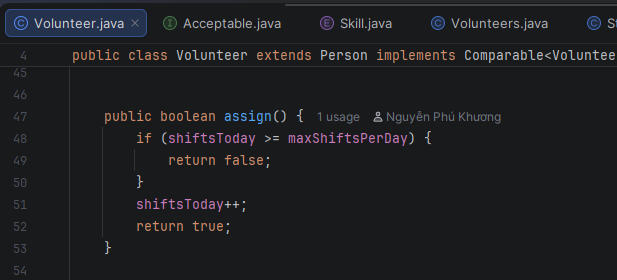 Volunteer.java × Acceptable.java Skill.java Volunteers.java
4 public class Volunteer extends Person implements Comparable<Voluntee
45
46
47 public boolean assign() { 1 usage Nguyễn Phú Khương
48 if (shiftsToday >= maxShiftsPerDay) {
49 return false;
50 }
51 shiftsToday++;
52 return true;
53 }
54